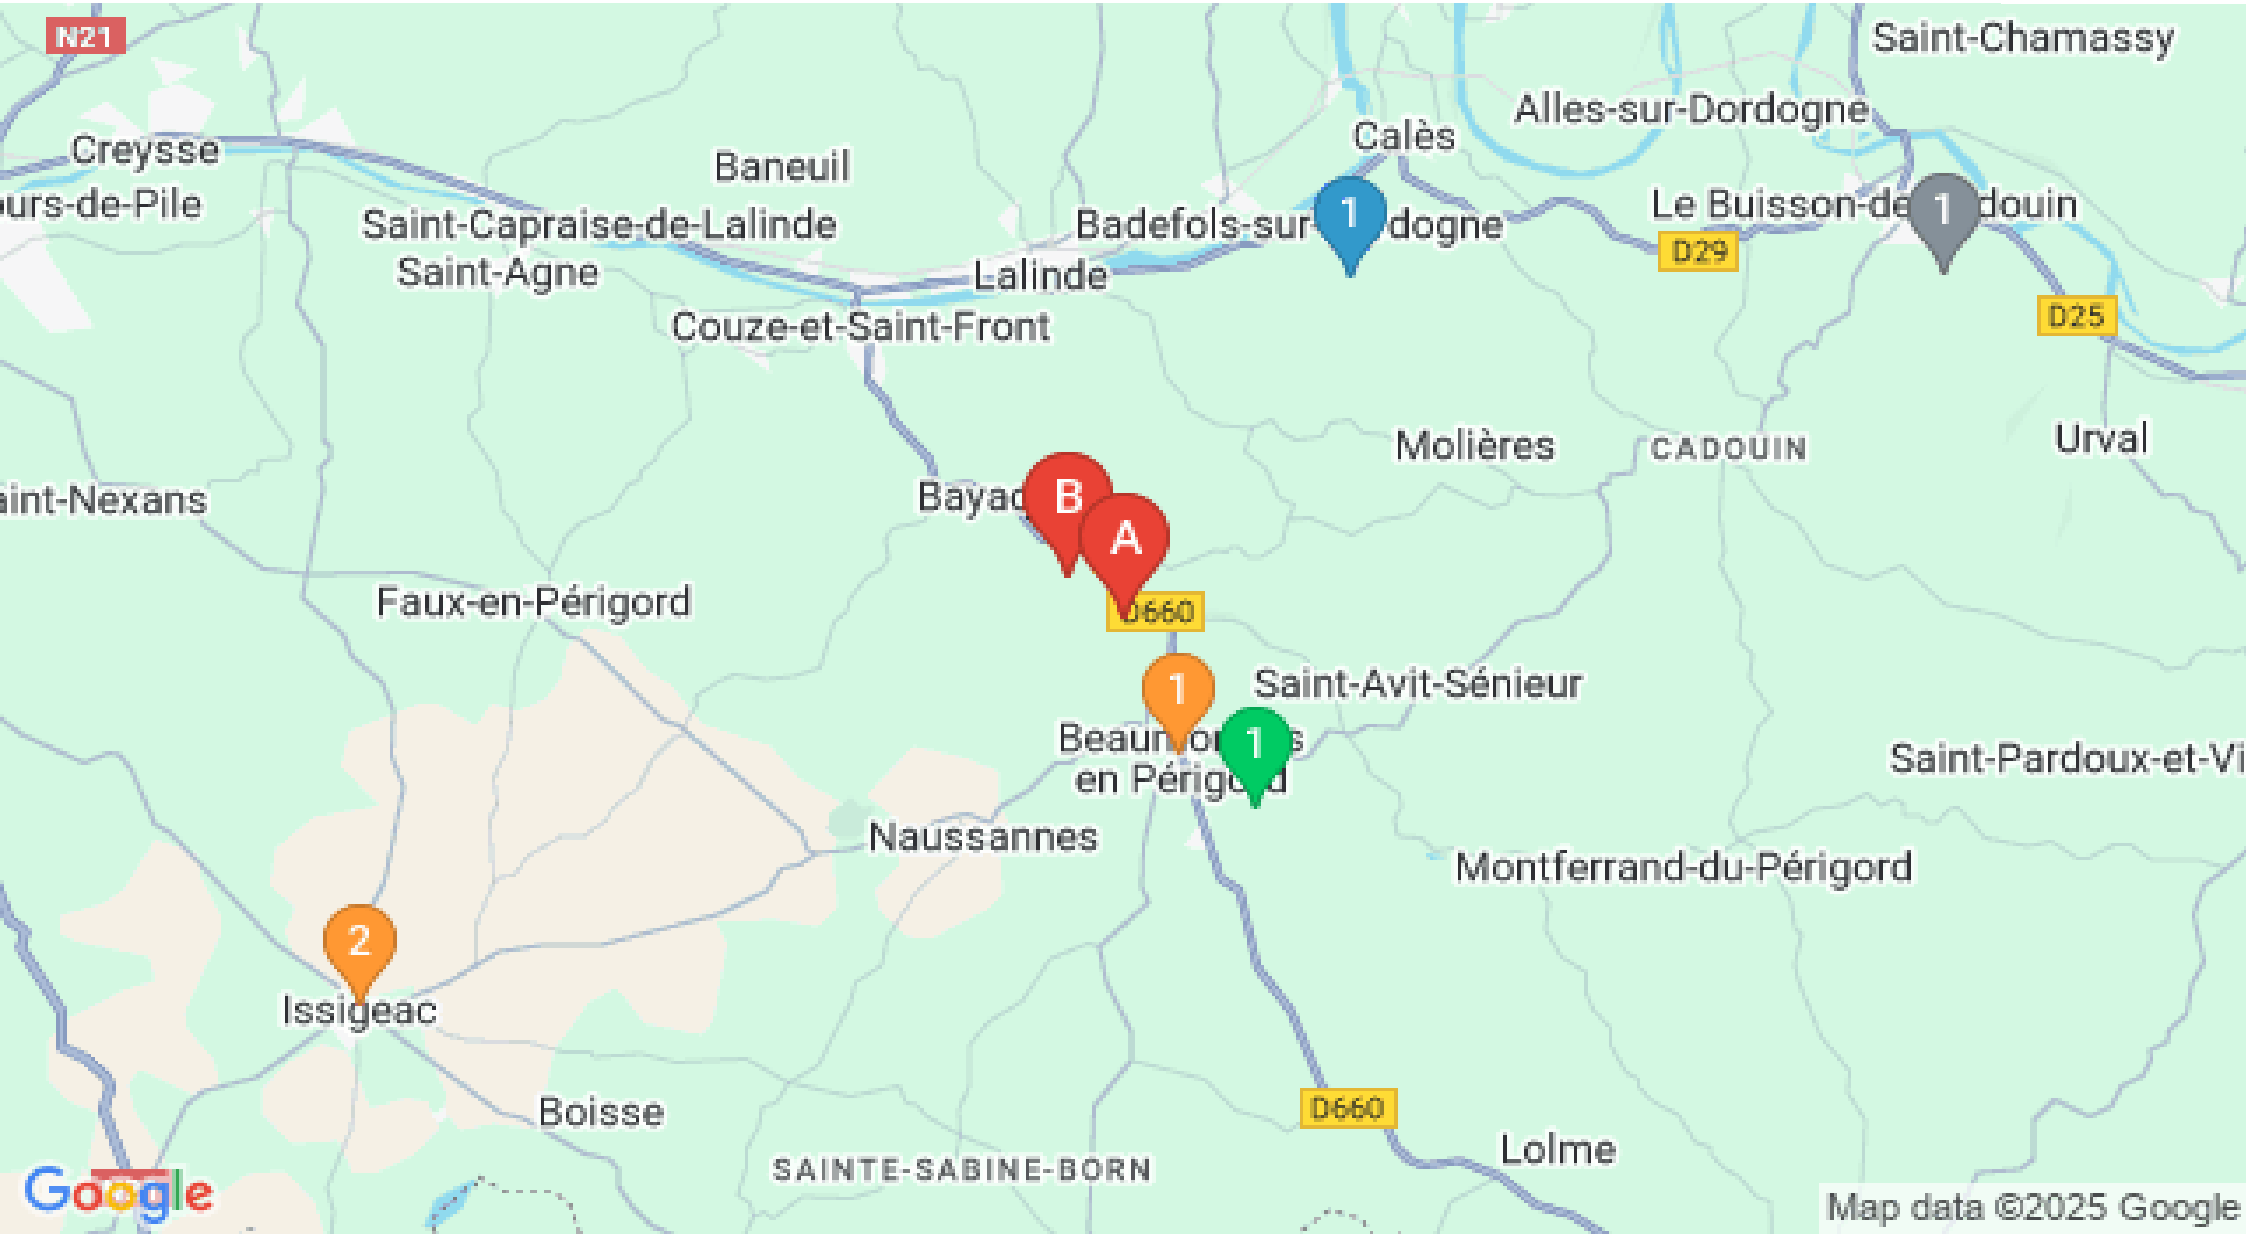 N21
Saint-Chamassy
Alles-sur-Dordogne
Calès
Creysse
Baneuil
ours-de-Pile
Saint-Capraise-de-Lalinde
Badefols-sur-
1
dogne
Le Buisson-de
1
douin
D29
Saint-Agne
Lalinde
D25
Couze-et-Saint-Front
Molières
CADOUIN
Urval
aint-Nexans
Bayac
B
A
Faux-en-Périgord
D660
1
Saint-Avit-Sénieur
1
en Périgord
Saint-Pardoux-et-Vi
Naussannes
Montferrand-du-Périgord
2
Issigeac
Boisse
D660
Lolme
SAINTE-SABINE-BORN
Google
Map data ©2025 Google